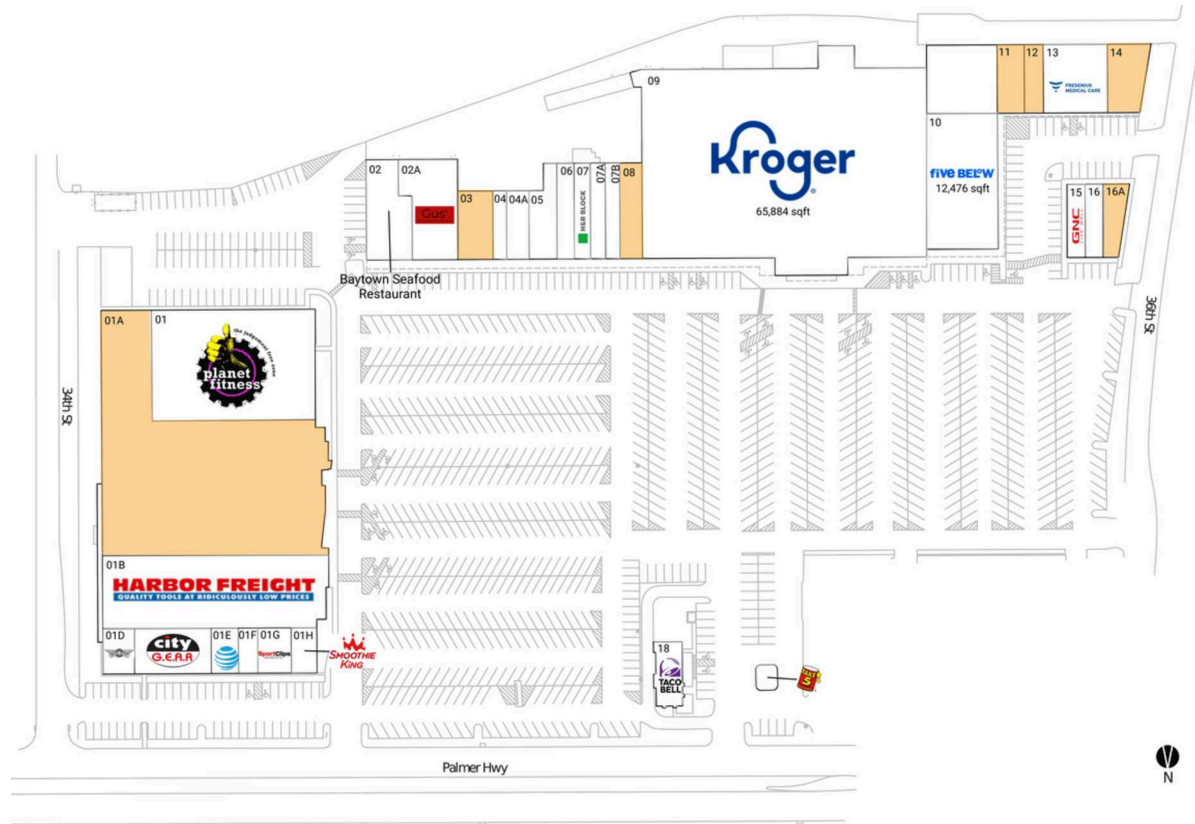 09
Kroger
65,884 sqft
11
12
13
FRESENIUS
MEDICAL CARE
14
10
FIVE BEL°W
12,476 sqft
02
02A
Gus'
03
04
04A
05
06
07
H&R BLOCK
07A
07B
08
15
GNC
16
16A
Baytown Seafood
Restaurant
36th St.
34th St.
01A
01
the judgement free zone
planet
fitness
01B
HARBOR FREIGHT
QUALITY TOOLS AT RIDICULOUSLY LOW PRICES
01D
city
G.E.A.R
01E
01F
01G
SportClips
01H
SMOOTHIE
KING
18
TACO
BELL
Palmer Hwy
N